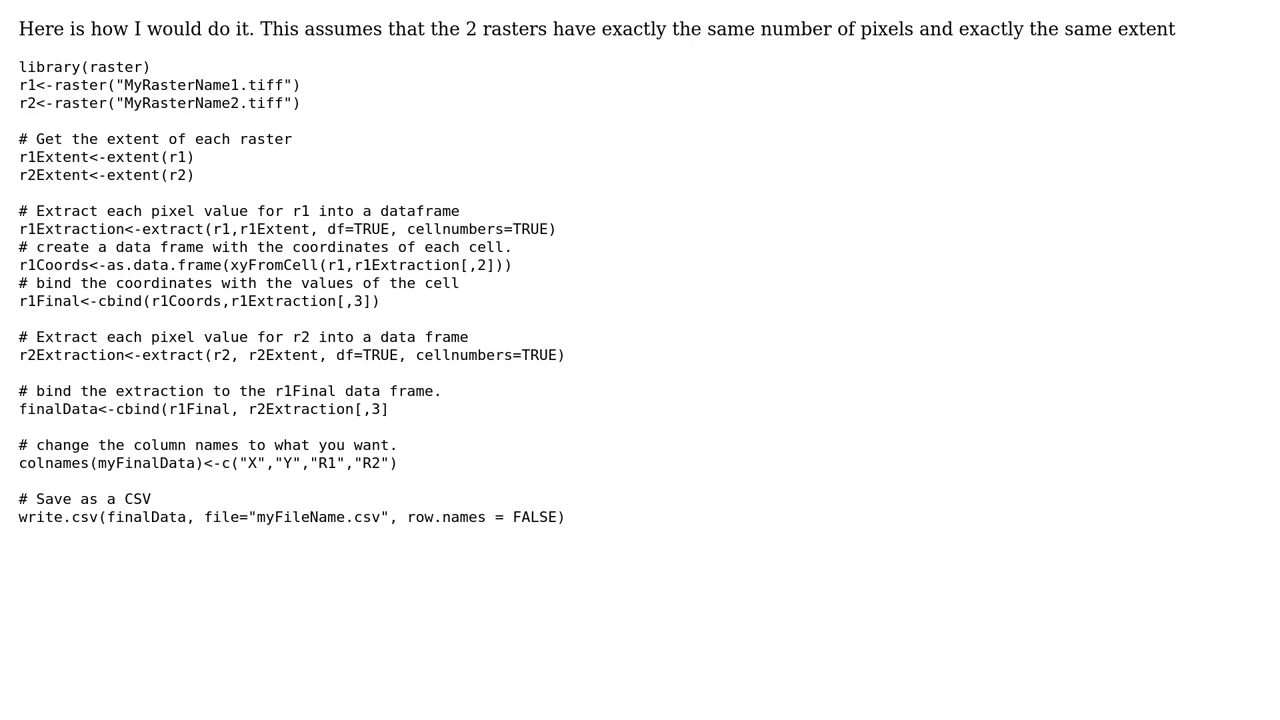 Here is how I would do it. This assumes that the 2 rasters have exactly the same number of pixels and exactly the same extent
library(raster)
r1<-raster("MyRasterName1.tiff")
r2<-raster("MyRasterName2.tiff")
# Get the extent of each raster
r1Extent<-extent(r1)
r2Extent<-extent(r2)
# Extract each pixel value for r1 into a dataframe
r1Extraction<-extract(r1,r1Extent, df=TRUE, cellnumbers=TRUE)
# create a data frame with the coordinates of each cell.
r1Coords<-as.data.frame(xyFromCell(r1,r1Extraction[,2]))
# bind the coordinates with the values of the cell
r1Final<-cbind(r1Coords,r1Extraction[,3])
# Extract each pixel value for r2 into a data frame
r2Extraction<-extract(r2, r2Extent, df=TRUE, cellnumbers=TRUE)
# bind the extraction to the r1Final data frame.
finalData<-cbind(r1Final, r2Extraction[,3]
# change the column names to what you want.
colnames(myFinalData)<-c("X","Y","R1","R2")
# Save as a CSV
write.csv(finalData, file="myFileName.csv", row.names = FALSE)